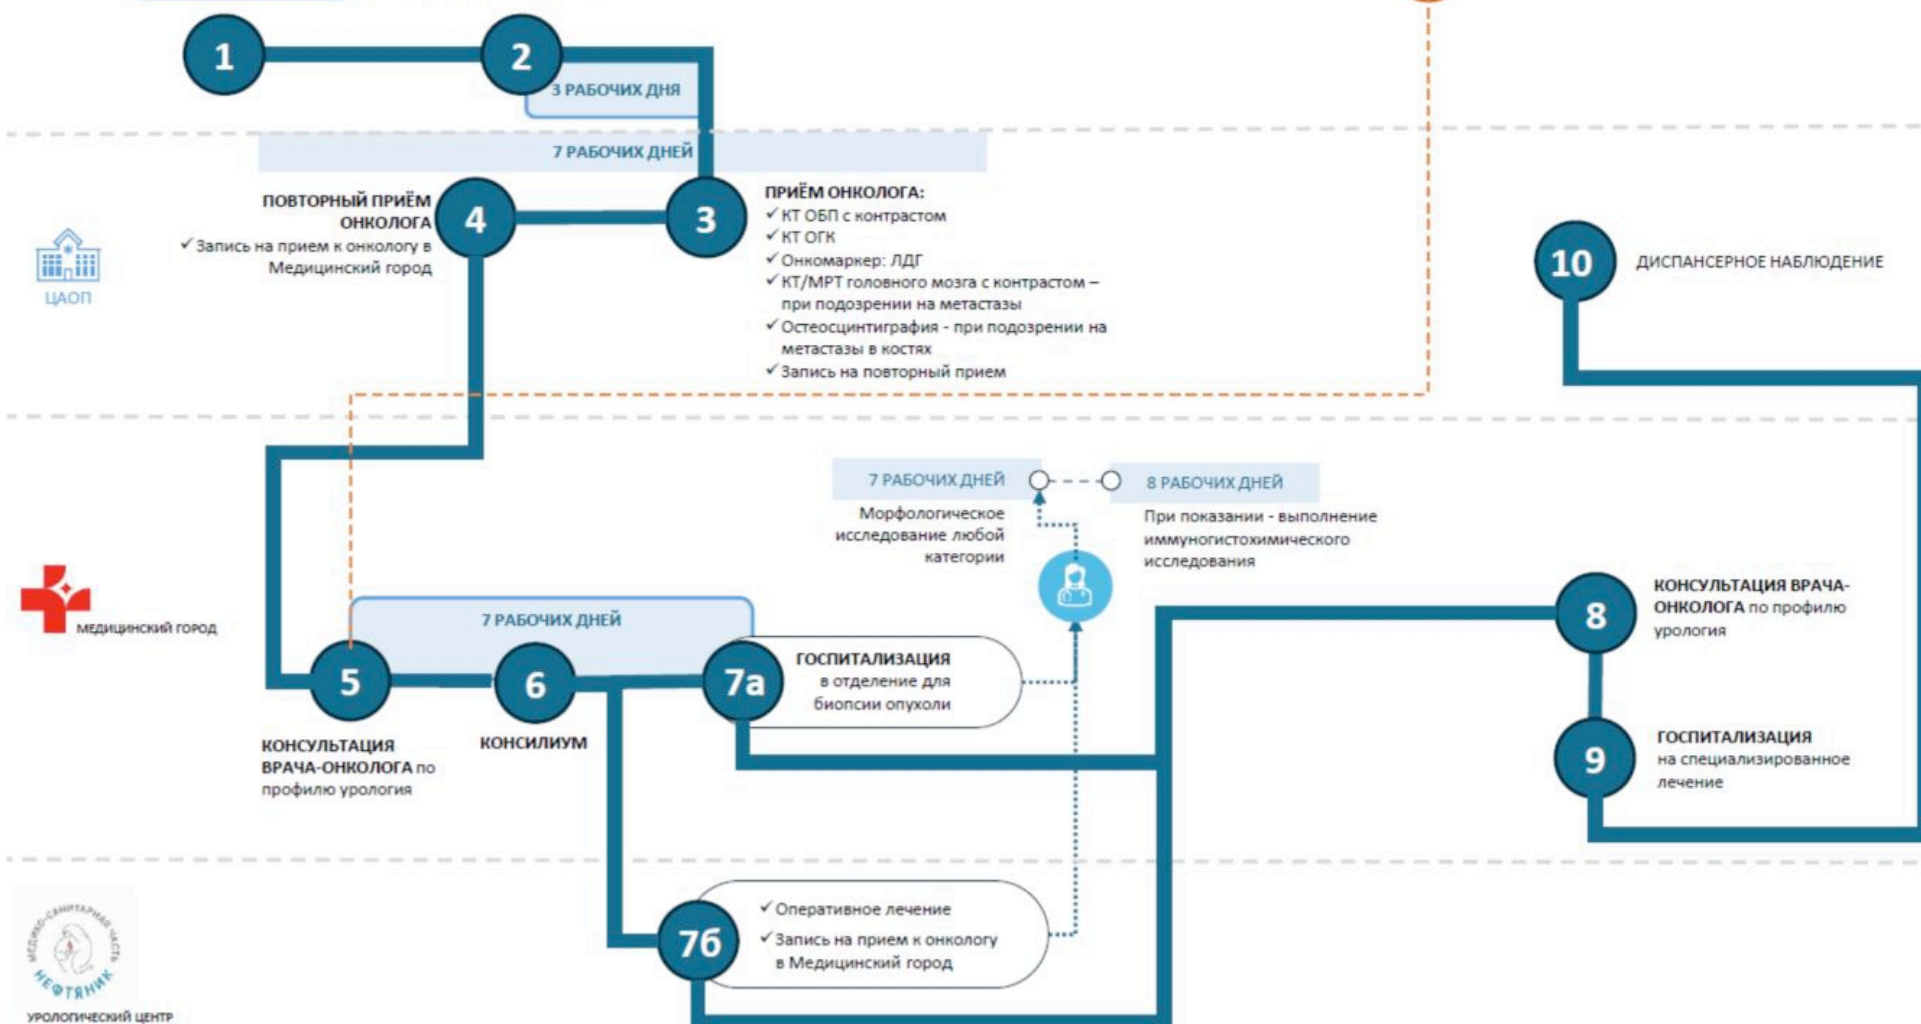 1
2
3 РАБОЧИХ ДНЯ
7 РАБОЧИХ ДНЕЙ
ПОВТОРНЫЙ ПРИЁМ
ОНКОЛОГА
✓ Запись на прием к онкологу в
Медицинский город
4
3
ПРИЁМ ОНКОЛОГА:
✓ КТ ОБП с контрастом
✓ КТ ОГК
✓ Онкомаркер: ЛДГ
✓ КТ/МРТ головного мозга с контрастом –
при подозрении на метастазы
✓ Остеосцинтиграфия - при подозрении на
метастазы в костях
✓ Запись на повторный прием
ЦАОП
10
ДИСПАНСЕРНОЕ НАБЛЮДЕНИЕ
7 РАБОЧИХ ДНЕЙ
Морфологическое
исследование любой
категории
8 РАБОЧИХ ДНЕЙ
При показании - выполнение
иммуногистохимического
исследования
МЕДИЦИНСКИЙ ГОРОД
7 РАБОЧИХ ДНЕЙ
5
КОНСУЛЬТАЦИЯ
ВРАЧА-ОНКОЛОГА по
профилю урология
6
КОНСИЛИУМ
7а
ГОСПИТАЛИЗАЦИЯ
в отделение для
биопсии опухоли
8
КОНСУЛЬТАЦИЯ ВРАЧА-
ОНКОЛОГА по профилю
урология
9
ГОСПИТАЛИЗАЦИЯ
на специализированное
лечение
7б
✓ Оперативное лечение
✓ Запись на прием к онкологу
в Медицинский город
МЕДИКО-САНИТАРНАЯ ЧАСТЬ
НЕФТЯНИК
УРОЛОГИЧЕСКИЙ ЦЕНТР